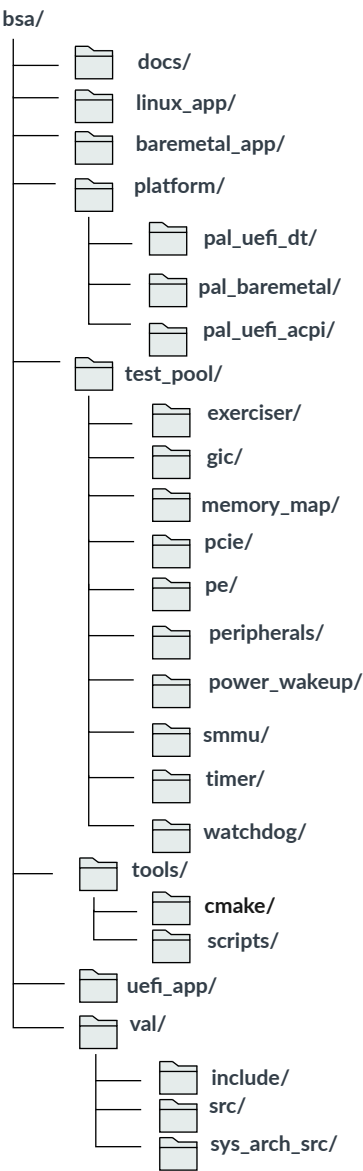 bsa/
docs/
linux_app/
baremetal_app/
platform/
pal_uefi_dt/
pal_baremetal/
pal_uefi_acpi/
test_pool/
exerciser/
gic/
memory_map/
pcie/
pe/
peripherals/
power_wakeup/
smmu/
timer/
watchdog/
tools/
cmake/
scripts/
uefi_app/
val/
include/
src/
sys_arch_src/